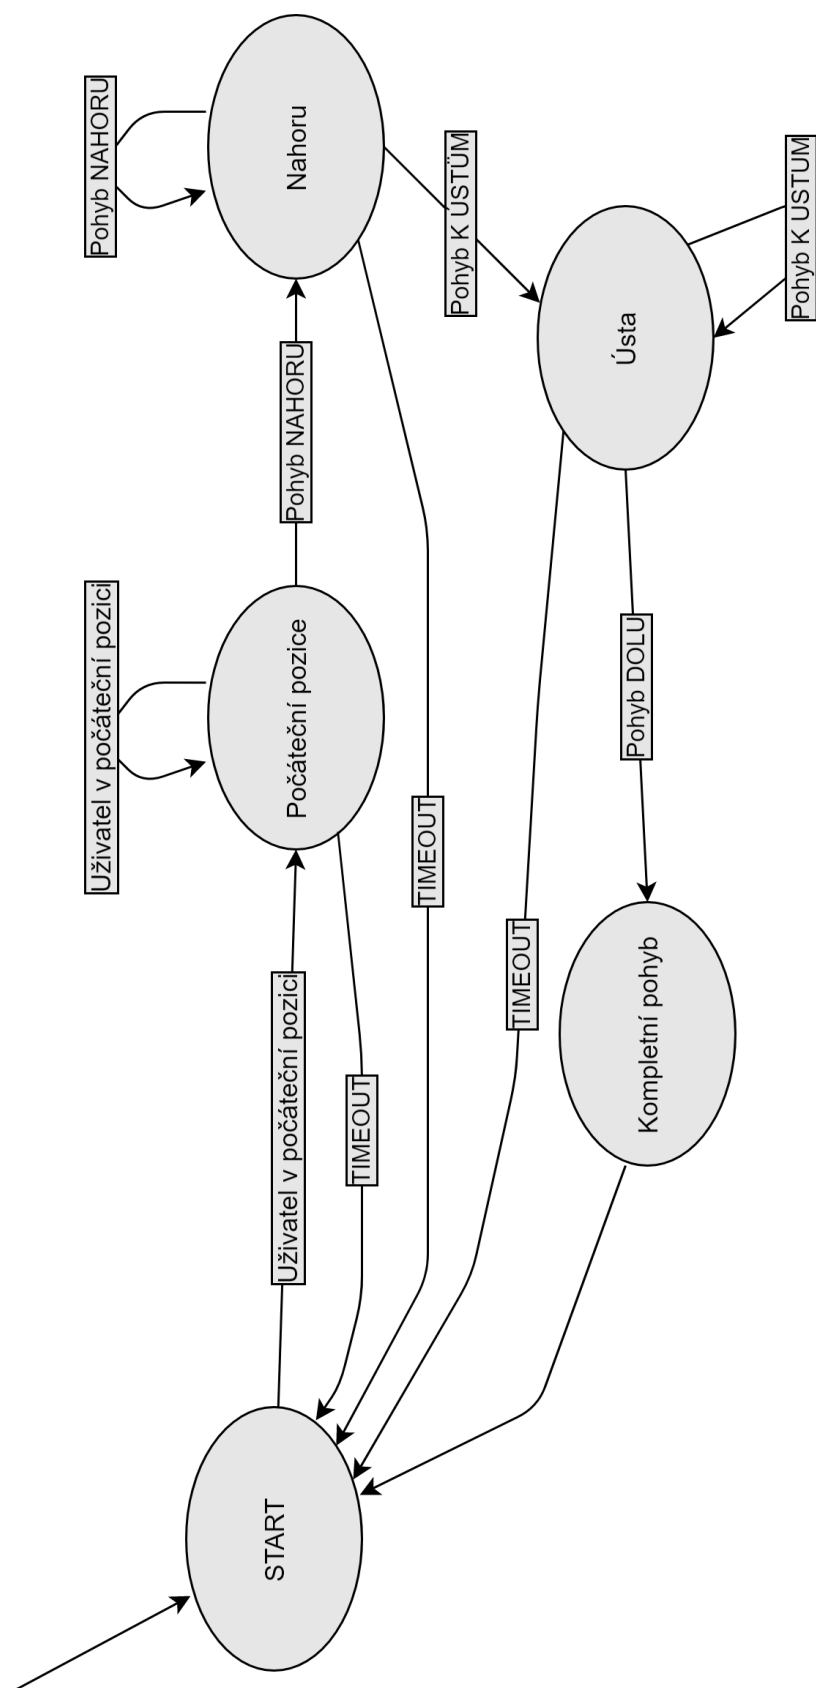 START
Uživatel v počáteční pozici
Počáteční pozice
Uživatel v počáteční pozici
Pohyb NAHORU
Nahoru
Pohyb NAHORU
TIMEOUT
TIMEOUT
TIMEOUT
Pohyb K ÚSTŮM
Ústa
Pohyb K ÚSTŮM
Pohyb DOLU
Kompletní pohyb